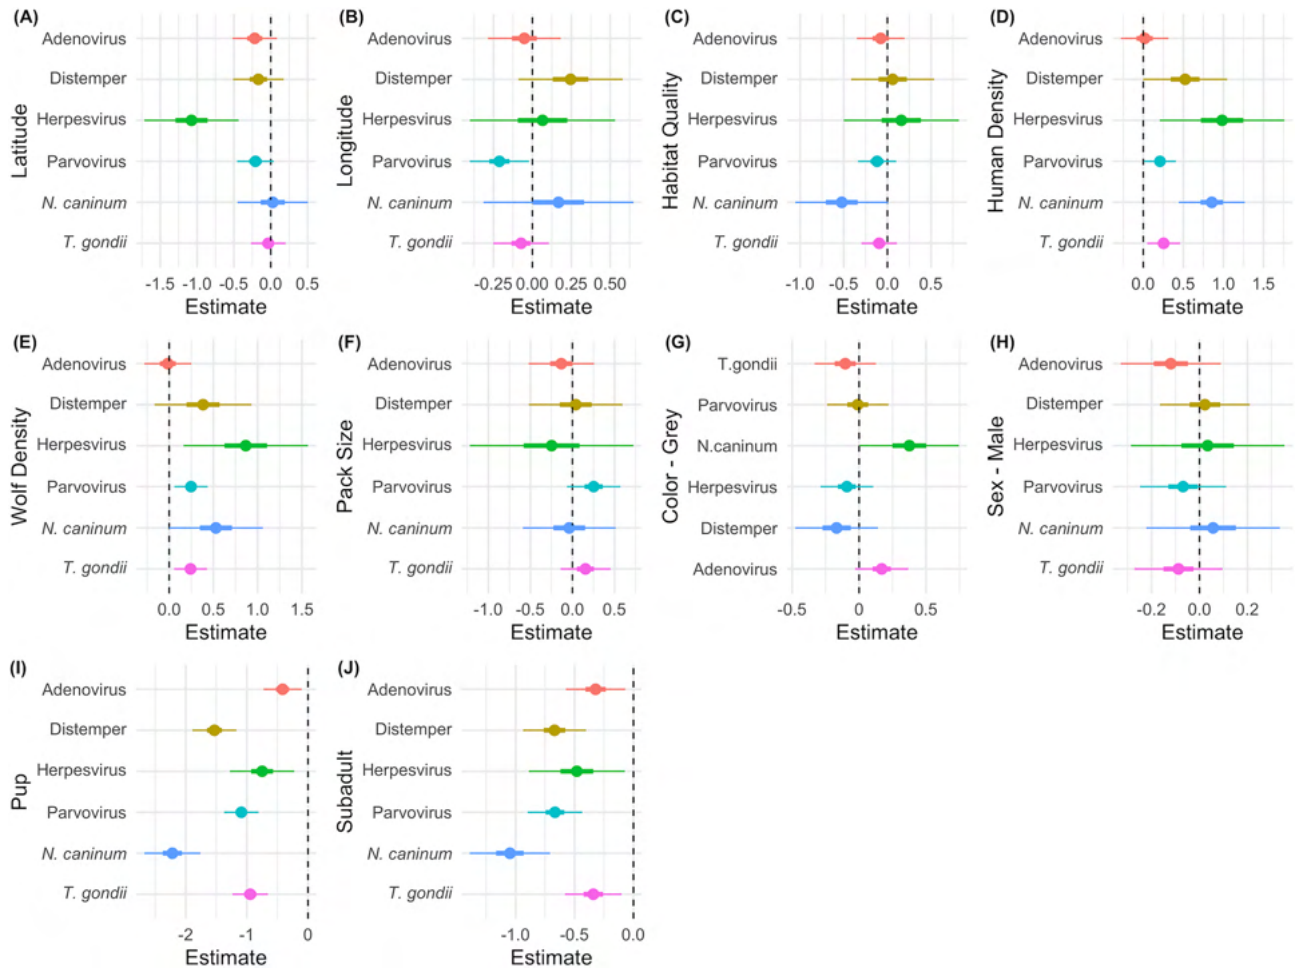 (A)
Adenovirus
Distemper
Herpesvirus
Parvovirus
N. caninum
T. gondii
Latitude
-1.5 -1.0 -0.5 0.0 0.5
Estimate
(B)
Adenovirus
Distemper
Herpesvirus
Parvovirus
N. caninum
T. gondii
Longitude
-0.25 0.00 0.25 0.50
Estimate
(C)
Adenovirus
Distemper
Herpesvirus
Parvovirus
N. caninum
T. gondii
Habitat Quality
-1.0 -0.5 0.0 0.5
Estimate
(D)
Adenovirus
Distemper
Herpesvirus
Parvovirus
N. caninum
T. gondii
Human Density
0.0 0.5 1.0 1.5
Estimate
(E)
Adenovirus
Distemper
Herpesvirus
Parvovirus
N. caninum
T. gondii
Wolf Density
0.0 0.5 1.0 1.5
Estimate
(F)
Adenovirus
Distemper
Herpesvirus
Parvovirus
N. caninum
T. gondii
Pack Size
-1.0 -0.5 0.0 0.5
Estimate
(G)
T.gondii
Parvovirus
N.caninum
Herpesvirus
Distemper
Adenovirus
Color - Grey
-0.5 0 0.5
Estimate
(H)
Adenovirus
Distemper
Herpesvirus
Parvovirus
N. caninum
T. gondii
Sex - Male
-0.2 0.0 0.2
Estimate
(I)
Adenovirus
Distemper
Herpesvirus
Parvovirus
N. caninum
T. gondii
Pup
-2 -1 0
Estimate
(J)
Adenovirus
Distemper
Herpesvirus
Parvovirus
N. caninum
T. gondii
Subadult
-1.0 -0.5 0.0
Estimate